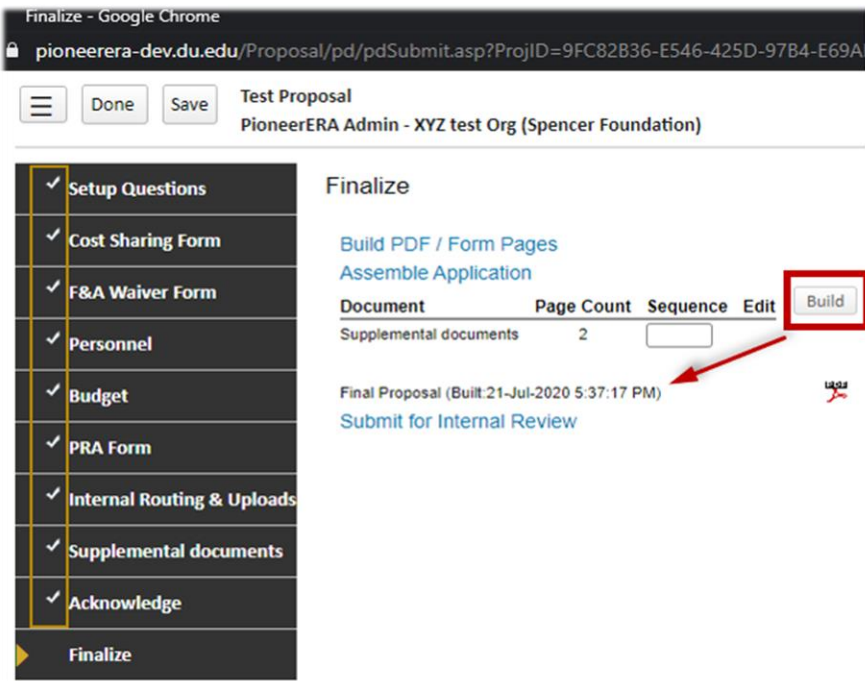 Finalize - Google Chrome
pioneerera-dev.du.edu/Proposal/pd/pdSubmit.asp?ProjID=9FC82B36-E546-425D-97B4-E69A
Done Save Test Proposal
PioneerERA Admin - XYZ test Org (Spencer Foundation)
Setup Questions
Cost Sharing Form
F&A Waiver Form
Personnel
Budget
PRA Form
Internal Routing & Uploads
Supplemental documents
Acknowledge
Finalize
Finalize
Build PDF / Form Pages
Assemble Application
Document Page Count Sequence Edit Build
Supplemental documents 2
Final Proposal (Built:21-Jul-2020 5:37:17 PM)
Submit for Internal Review